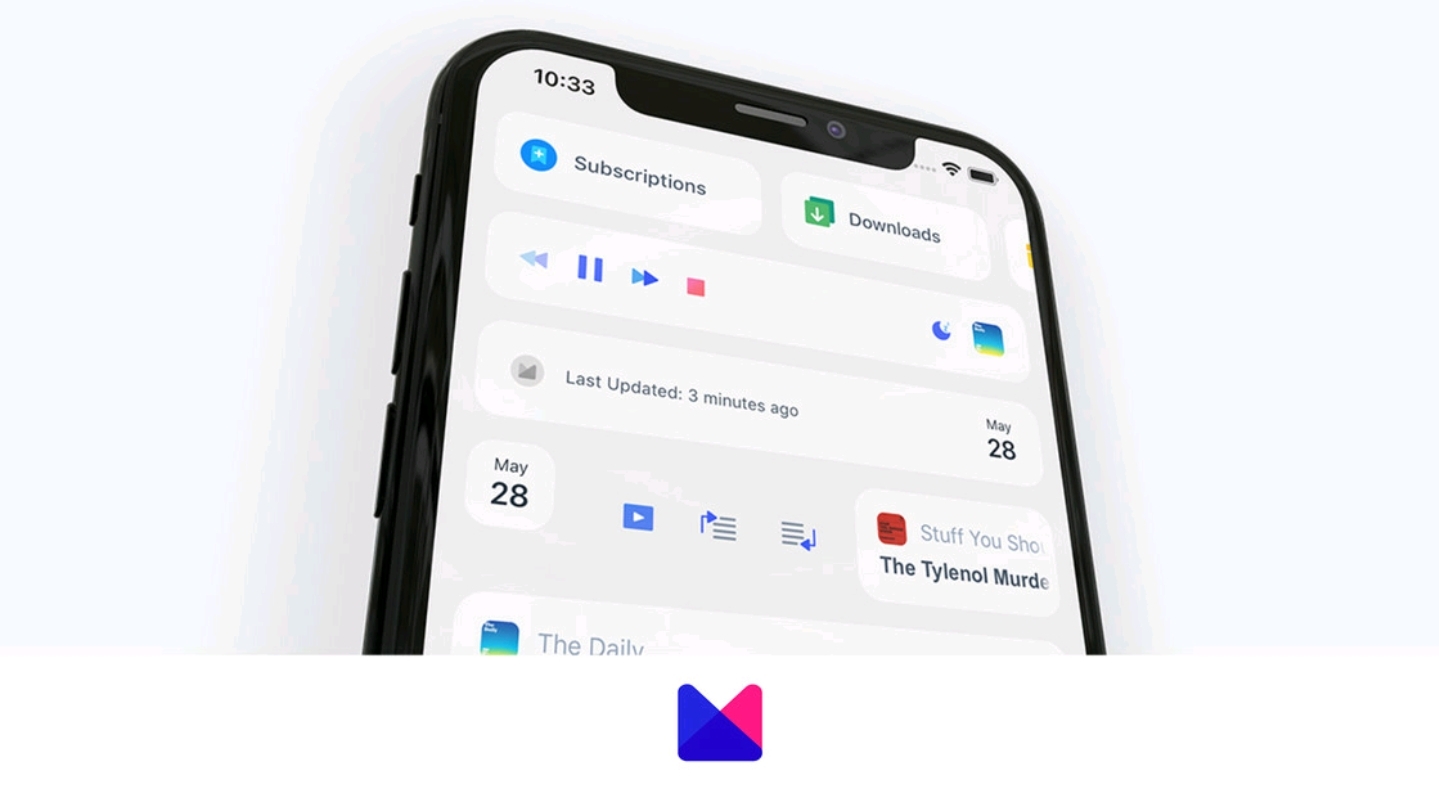 10:33
Subscriptions
Downloads
Last Updated: 3 minutes ago
May
28
May
28
Stuff You Sho
The Tylenol Murde
The Daily